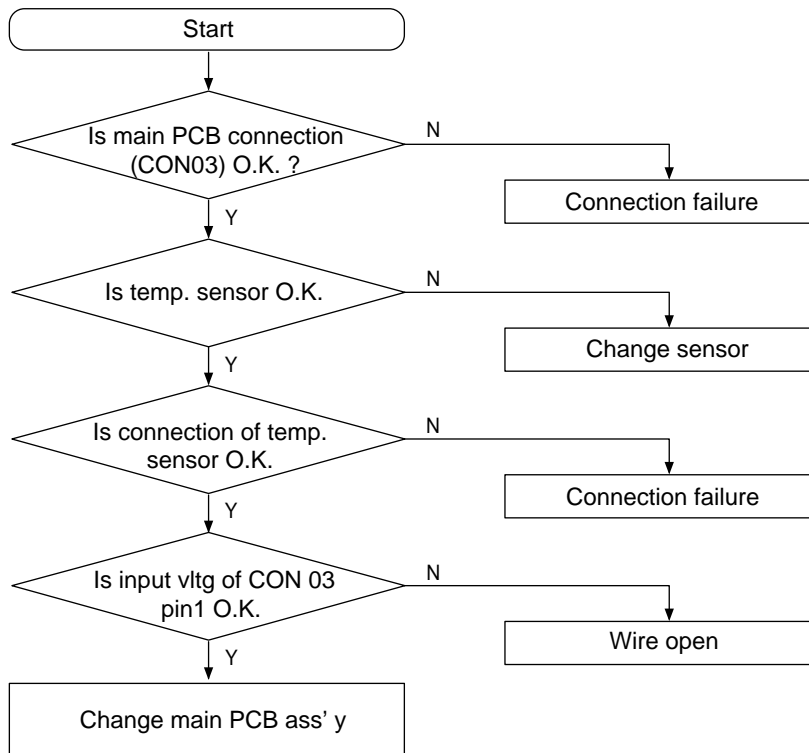 Start
Is main PCB connection
(CON03) O.K. ?
N
Connection failure
Y
Is temp. sensor O.K.
N
Change sensor
Y
Is connection of temp.
sensor O.K.
N
Connection failure
Y
Is input vltg of CON 03
pin1 O.K.
N
Wire open
Y
Change main PCB ass' y